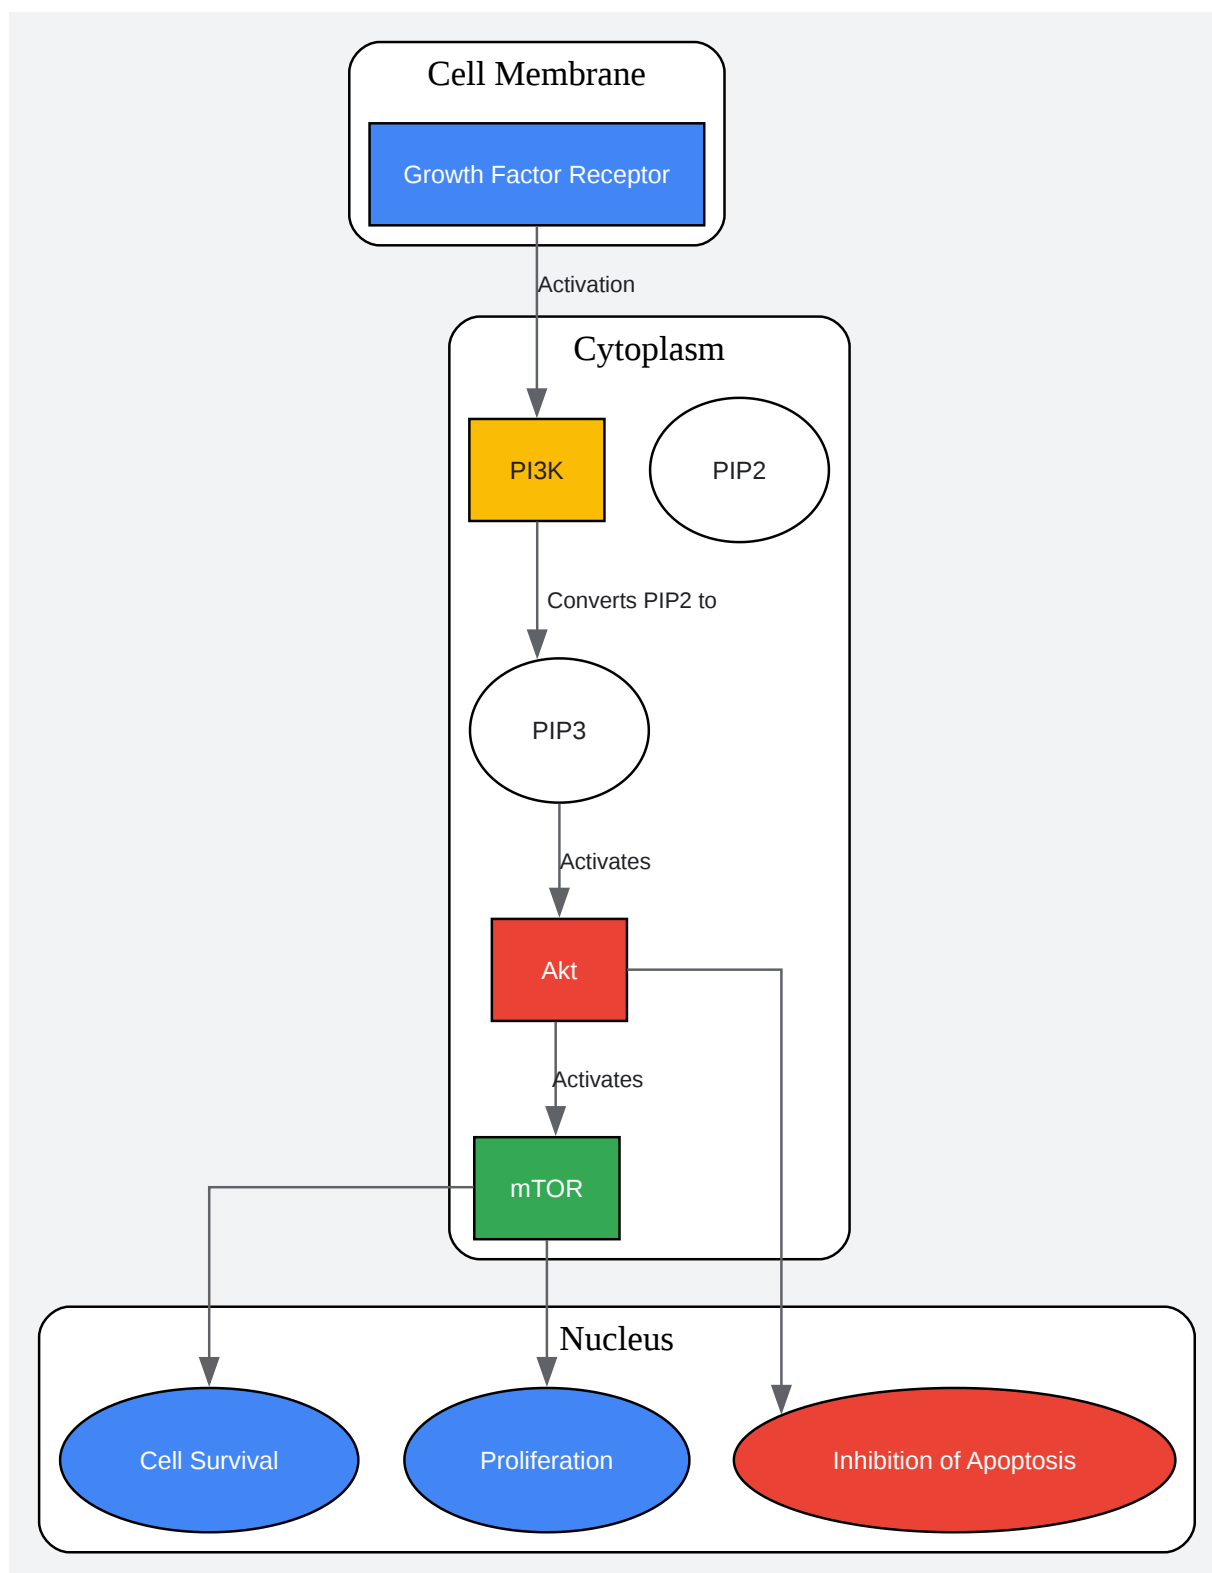 Cell Membrane
Growth Factor Receptor
Activation
Cytoplasm
PI3K
PIP2
Converts PIP2 to
PIP3
Activates
Akt
Activates
mTOR
Nucleus
Cell Survival
Proliferation
Inhibition of Apoptosis